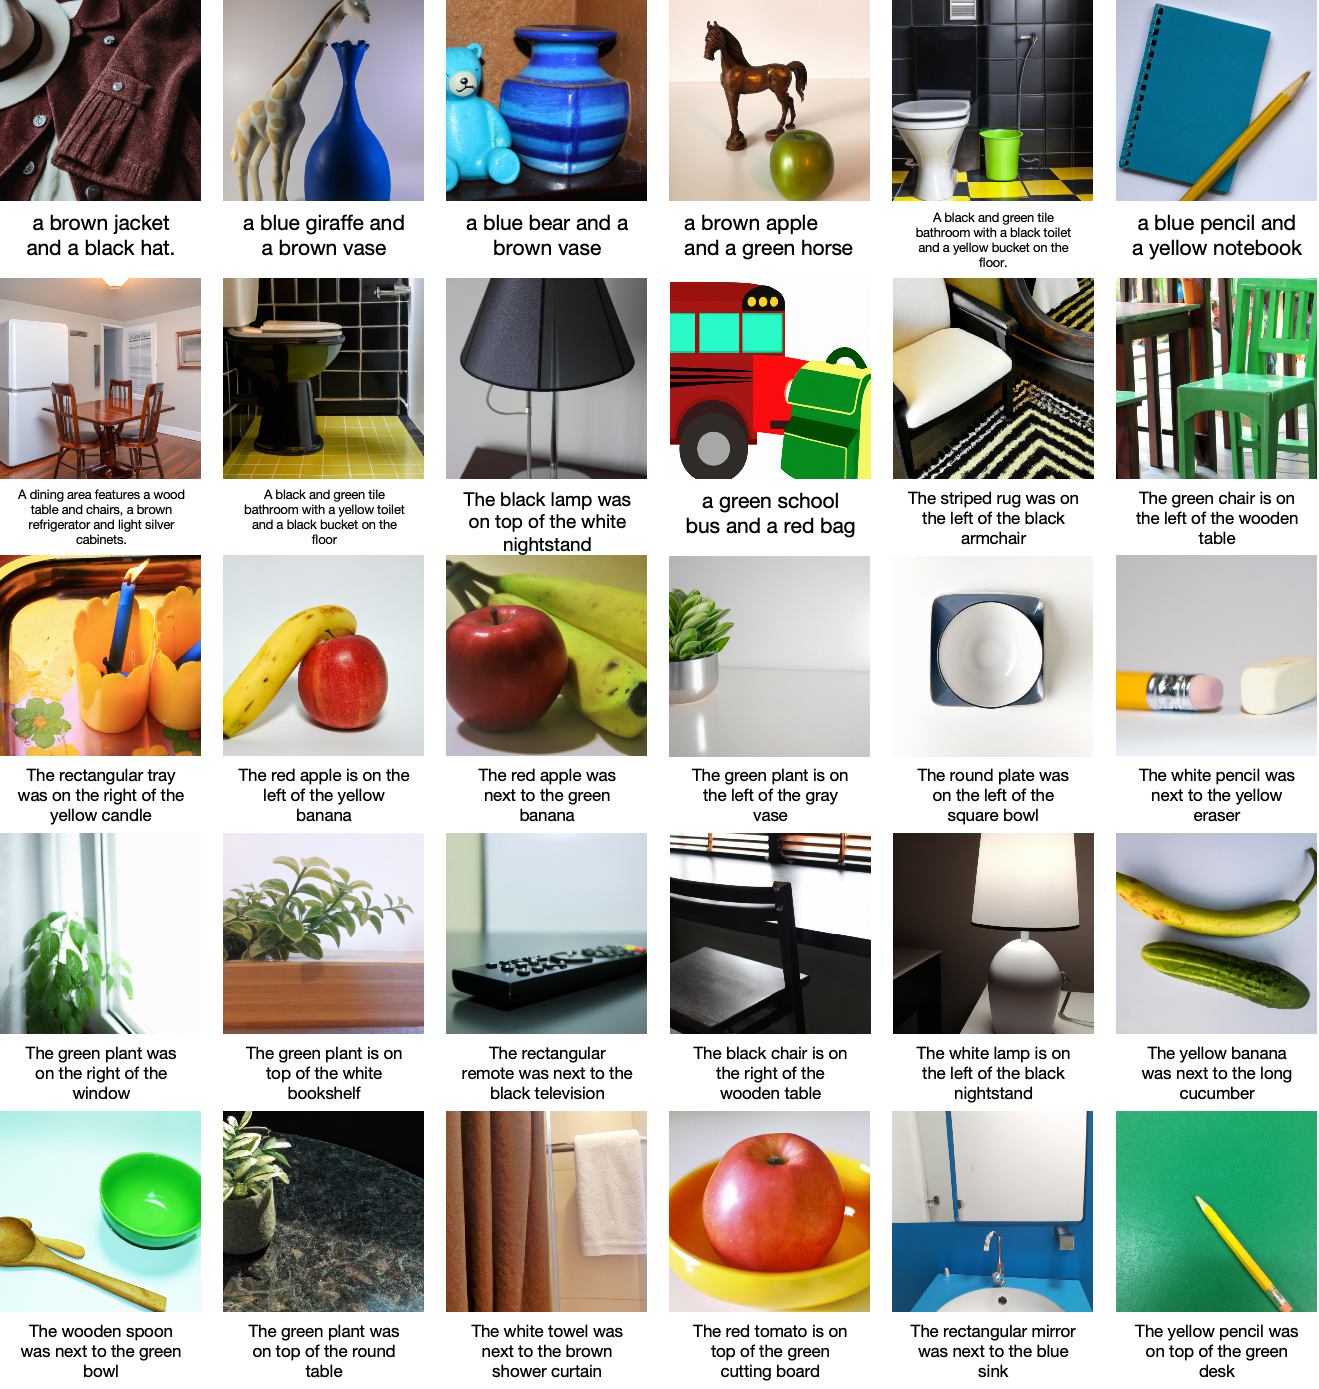 a brown jacket
and a black hat.
a blue giraffe and
a brown vase
a blue bear and a
brown vase
a brown apple
and a green horse
A black and green tile
bathroom with a black toilet
and a yellow bucket on the
floor.
a blue pencil and
a yellow notebook
A dining area features a wood
table and chairs, a brown
refrigerator and light silver
cabinets.
A black and green tile
bathroom with a yellow toilet
and a black bucket on the
floor
The black lamp was
on top of the white
nightstand
a green school
bus and a red bag
The striped rug was on
the left of the black
armchair
The green chair is on
the left of the wooden
table
The rectangular tray
was on the right of the
yellow candle
The red apple is on the
left of the yellow
banana
The red apple was
next to the green
banana
The green plant is on
the left of the gray
vase
The round plate was
on the left of the
square bowl
The white pencil was
next to the yellow
eraser
The green plant was
on the right of the
window
The green plant is on
top of the white
bookshelf
The rectangular
remote was next to the
black television
The black chair is on
the right of the
wooden table
The white lamp is on
the left of the black
nightstand
The yellow banana
was next to the long
cucumber
The wooden spoon
was next to the green
bowl
The green plant was
on top of the round
table
The white towel was
next to the brown
shower curtain
The red tomato is on
top of the green
cutting board
The rectangular mirror
was next to the blue
sink
The yellow pencil was
on top of the green
desk